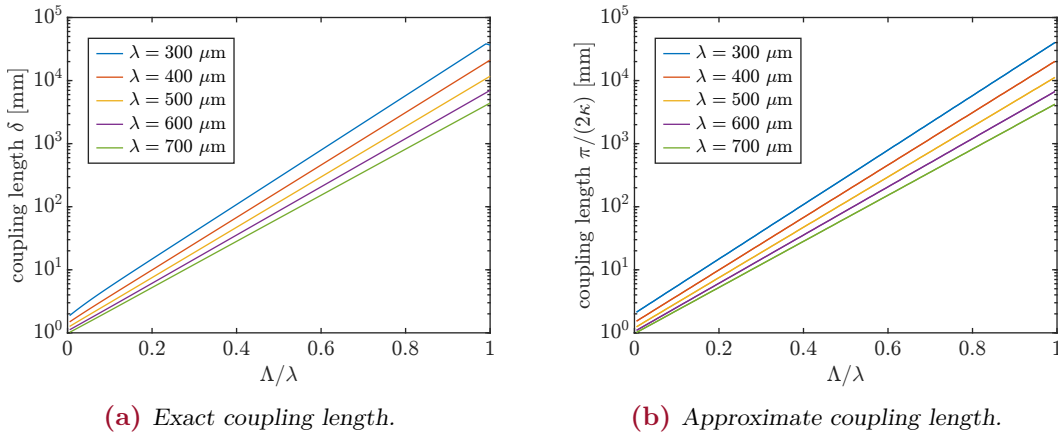 10^5
10^4
10^3
10^2
10^1
10^0
coupling length δ [mm]
λ = 300 μm
λ = 400 μm
λ = 500 μm
λ = 600 μm
λ = 700 μm
0 0.2 0.4 0.6 0.8 1
Λ/λ
(a) Exact coupling length.
10^5
10^4
10^3
10^2
10^1
10^0
coupling length π/(2κ) [mm]
λ = 300 μm
λ = 400 μm
λ = 500 μm
λ = 600 μm
λ = 700 μm
0 0.2 0.4 0.6 0.8 1
Λ/λ
(b) Approximate coupling length.